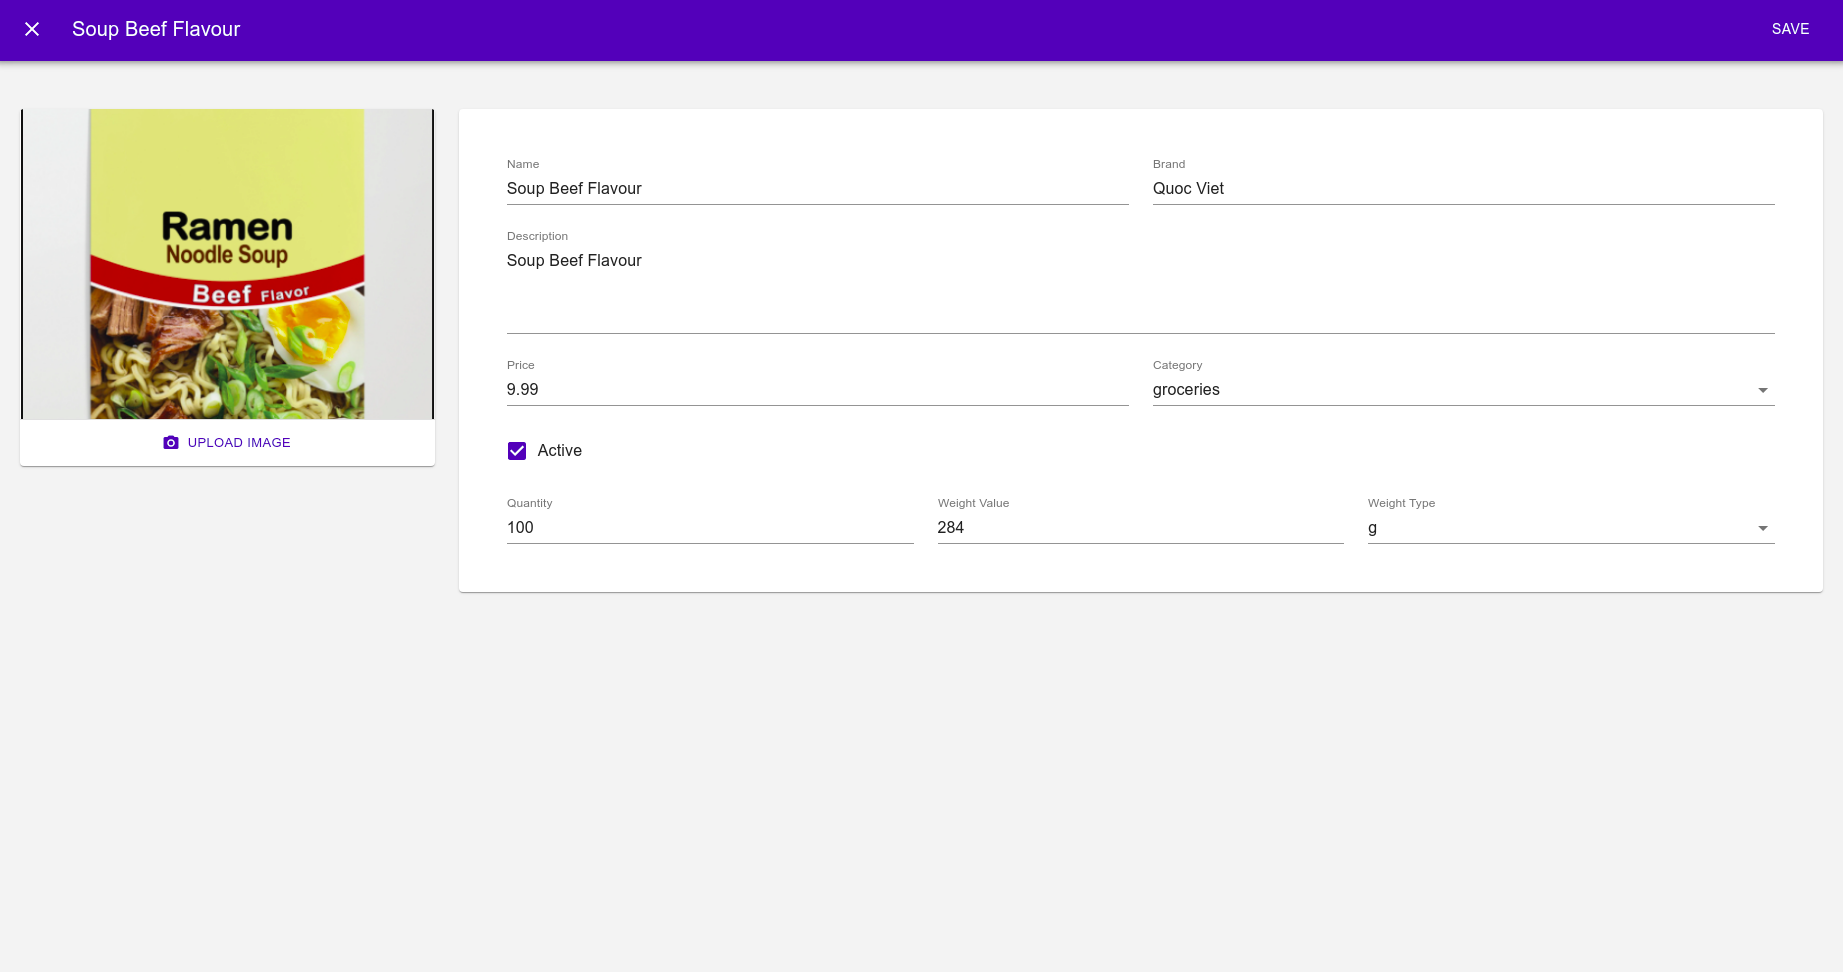 Soup Beef Flavour
SAVE
Ramen
Noodle Soup
Beef Flavor
UPLOAD IMAGE
Name
Soup Beef Flavour
Brand
Quoc Viet
Description
Soup Beef Flavour
Price
9.99
Category
groceries
Active
Quantity
100
Weight Value
284
Weight Type
g